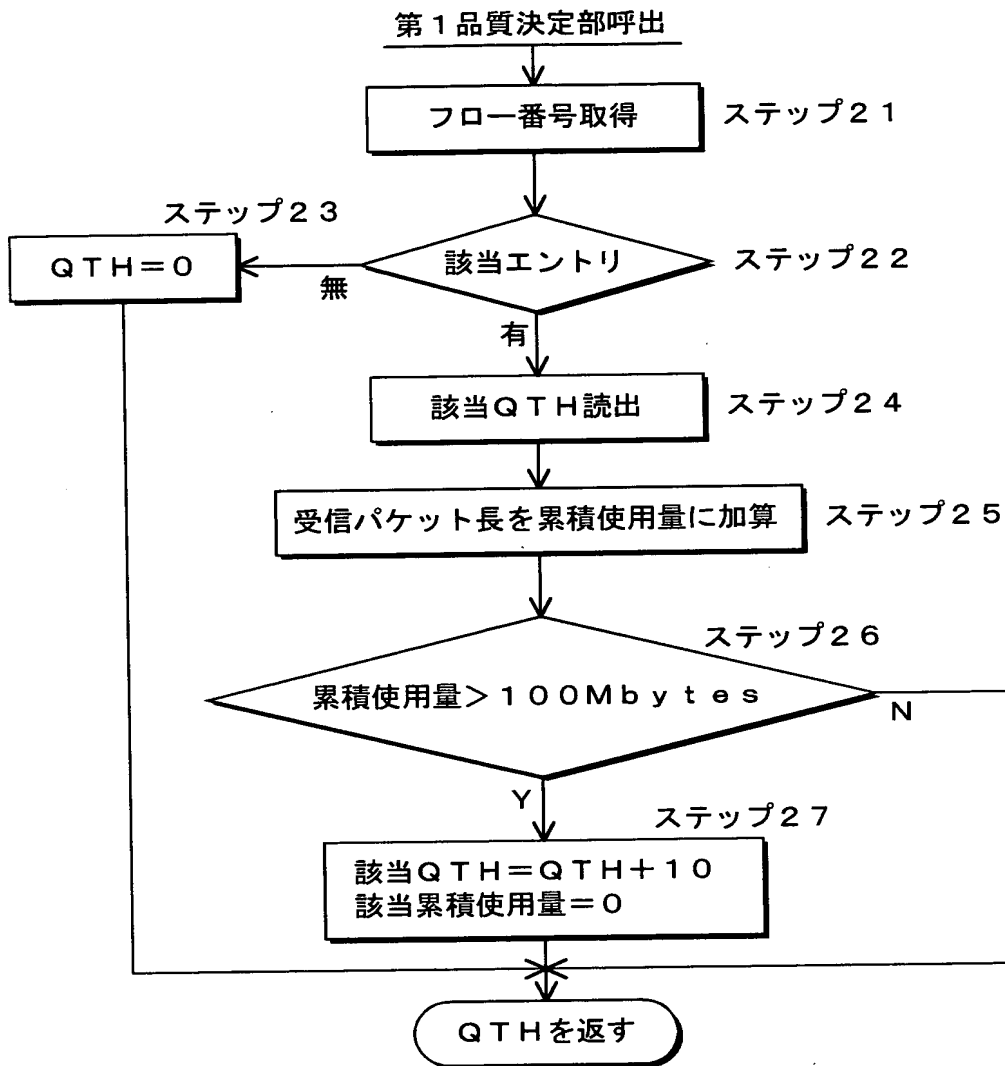 第１品質決定部呼出
フロー番号取得
ステップ２１
ステップ２３
ＱＴＨ＝０
無
該当エントリ
ステップ２２
有
該当ＱＴＨ読出
ステップ２４
受信パケット長を累積使用量に加算
ステップ２５
ステップ２６
累積使用量＞１００Ｍｂｙｔｅｓ
N
Y
ステップ２７
該当ＱＴＨ＝ＱＴＨ＋１０
該当累積使用量＝０
ＱＴＨを返す